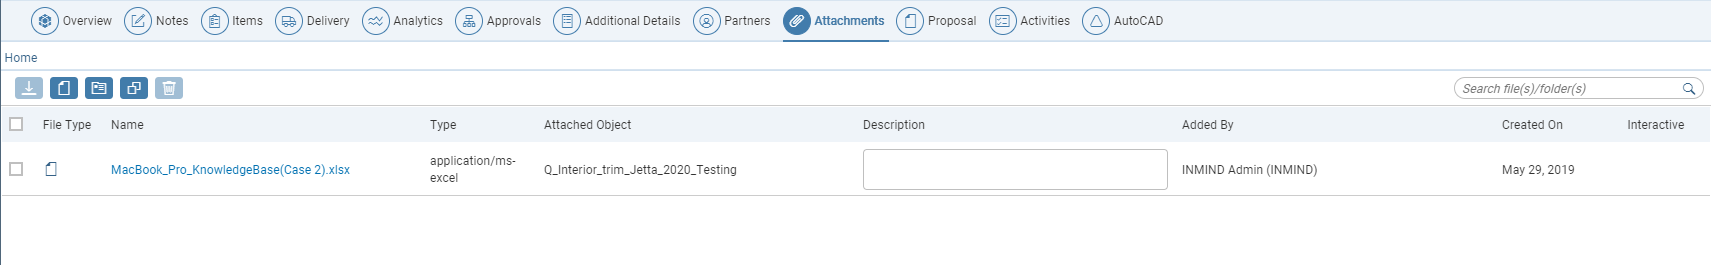 Overview Notes Items Delivery Analytics Approvals Additional Details Partners Attachments Proposal Activities AutoCAD
Home
Search file(s)/folder(s)
File Type Name Type Attached Object Description Added By Created On Interactive
MacBook_Pro_KnowledgeBase(Case 2).xlsx application/ms-excel Q_Interior_trim_Jetta_2020_Testing INMIND Admin (INMIND) May 29, 2019